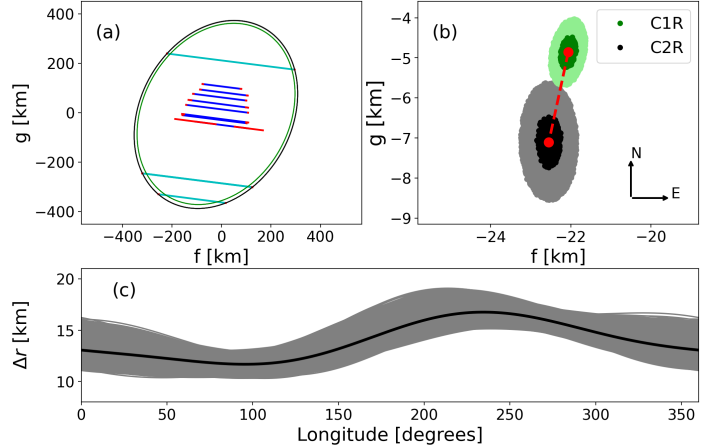 (a)
g [km]
400
200
0
−200
−400
−400 −200 0 200 400
f [km]
(b)
C1R
C2R
g [km]
−4
−5
−6
−7
−8
−9
N
E
−24 −22 −20
f [km]
(c)
Δr [km]
20
15
10
0 50 100 150 200 250 300 350
Longitude [degrees]